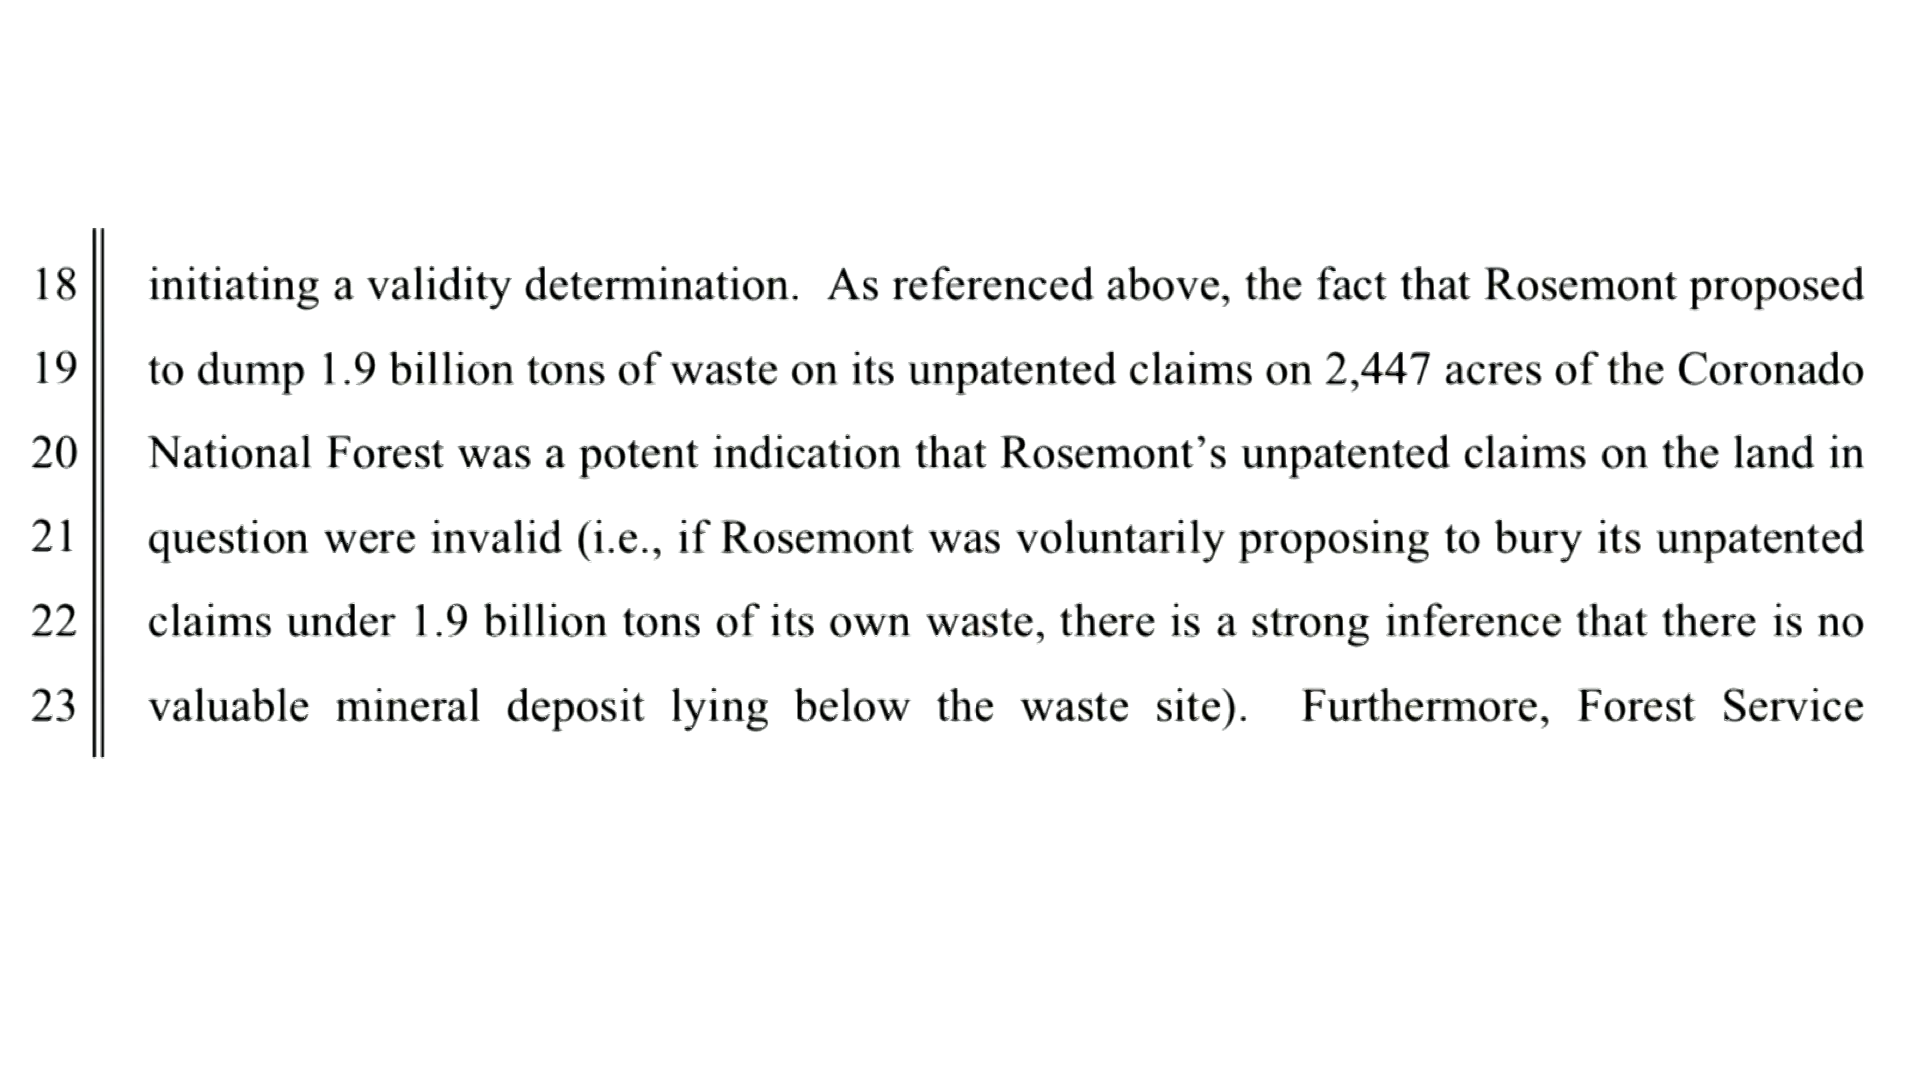 18 initiating a validity determination. As referenced above, the fact that Rosemont proposed
19 to dump 1.9 billion tons of waste on its unpatented claims on 2,447 acres of the Coronado
20 National Forest was a potent indication that Rosemont’s unpatented claims on the land in
21 question were invalid (i.e., if Rosemont was voluntarily proposing to bury its unpatented
22 claims under 1.9 billion tons of its own waste, there is a strong inference that there is no
23 valuable mineral deposit lying below the waste site). Furthermore, Forest Service